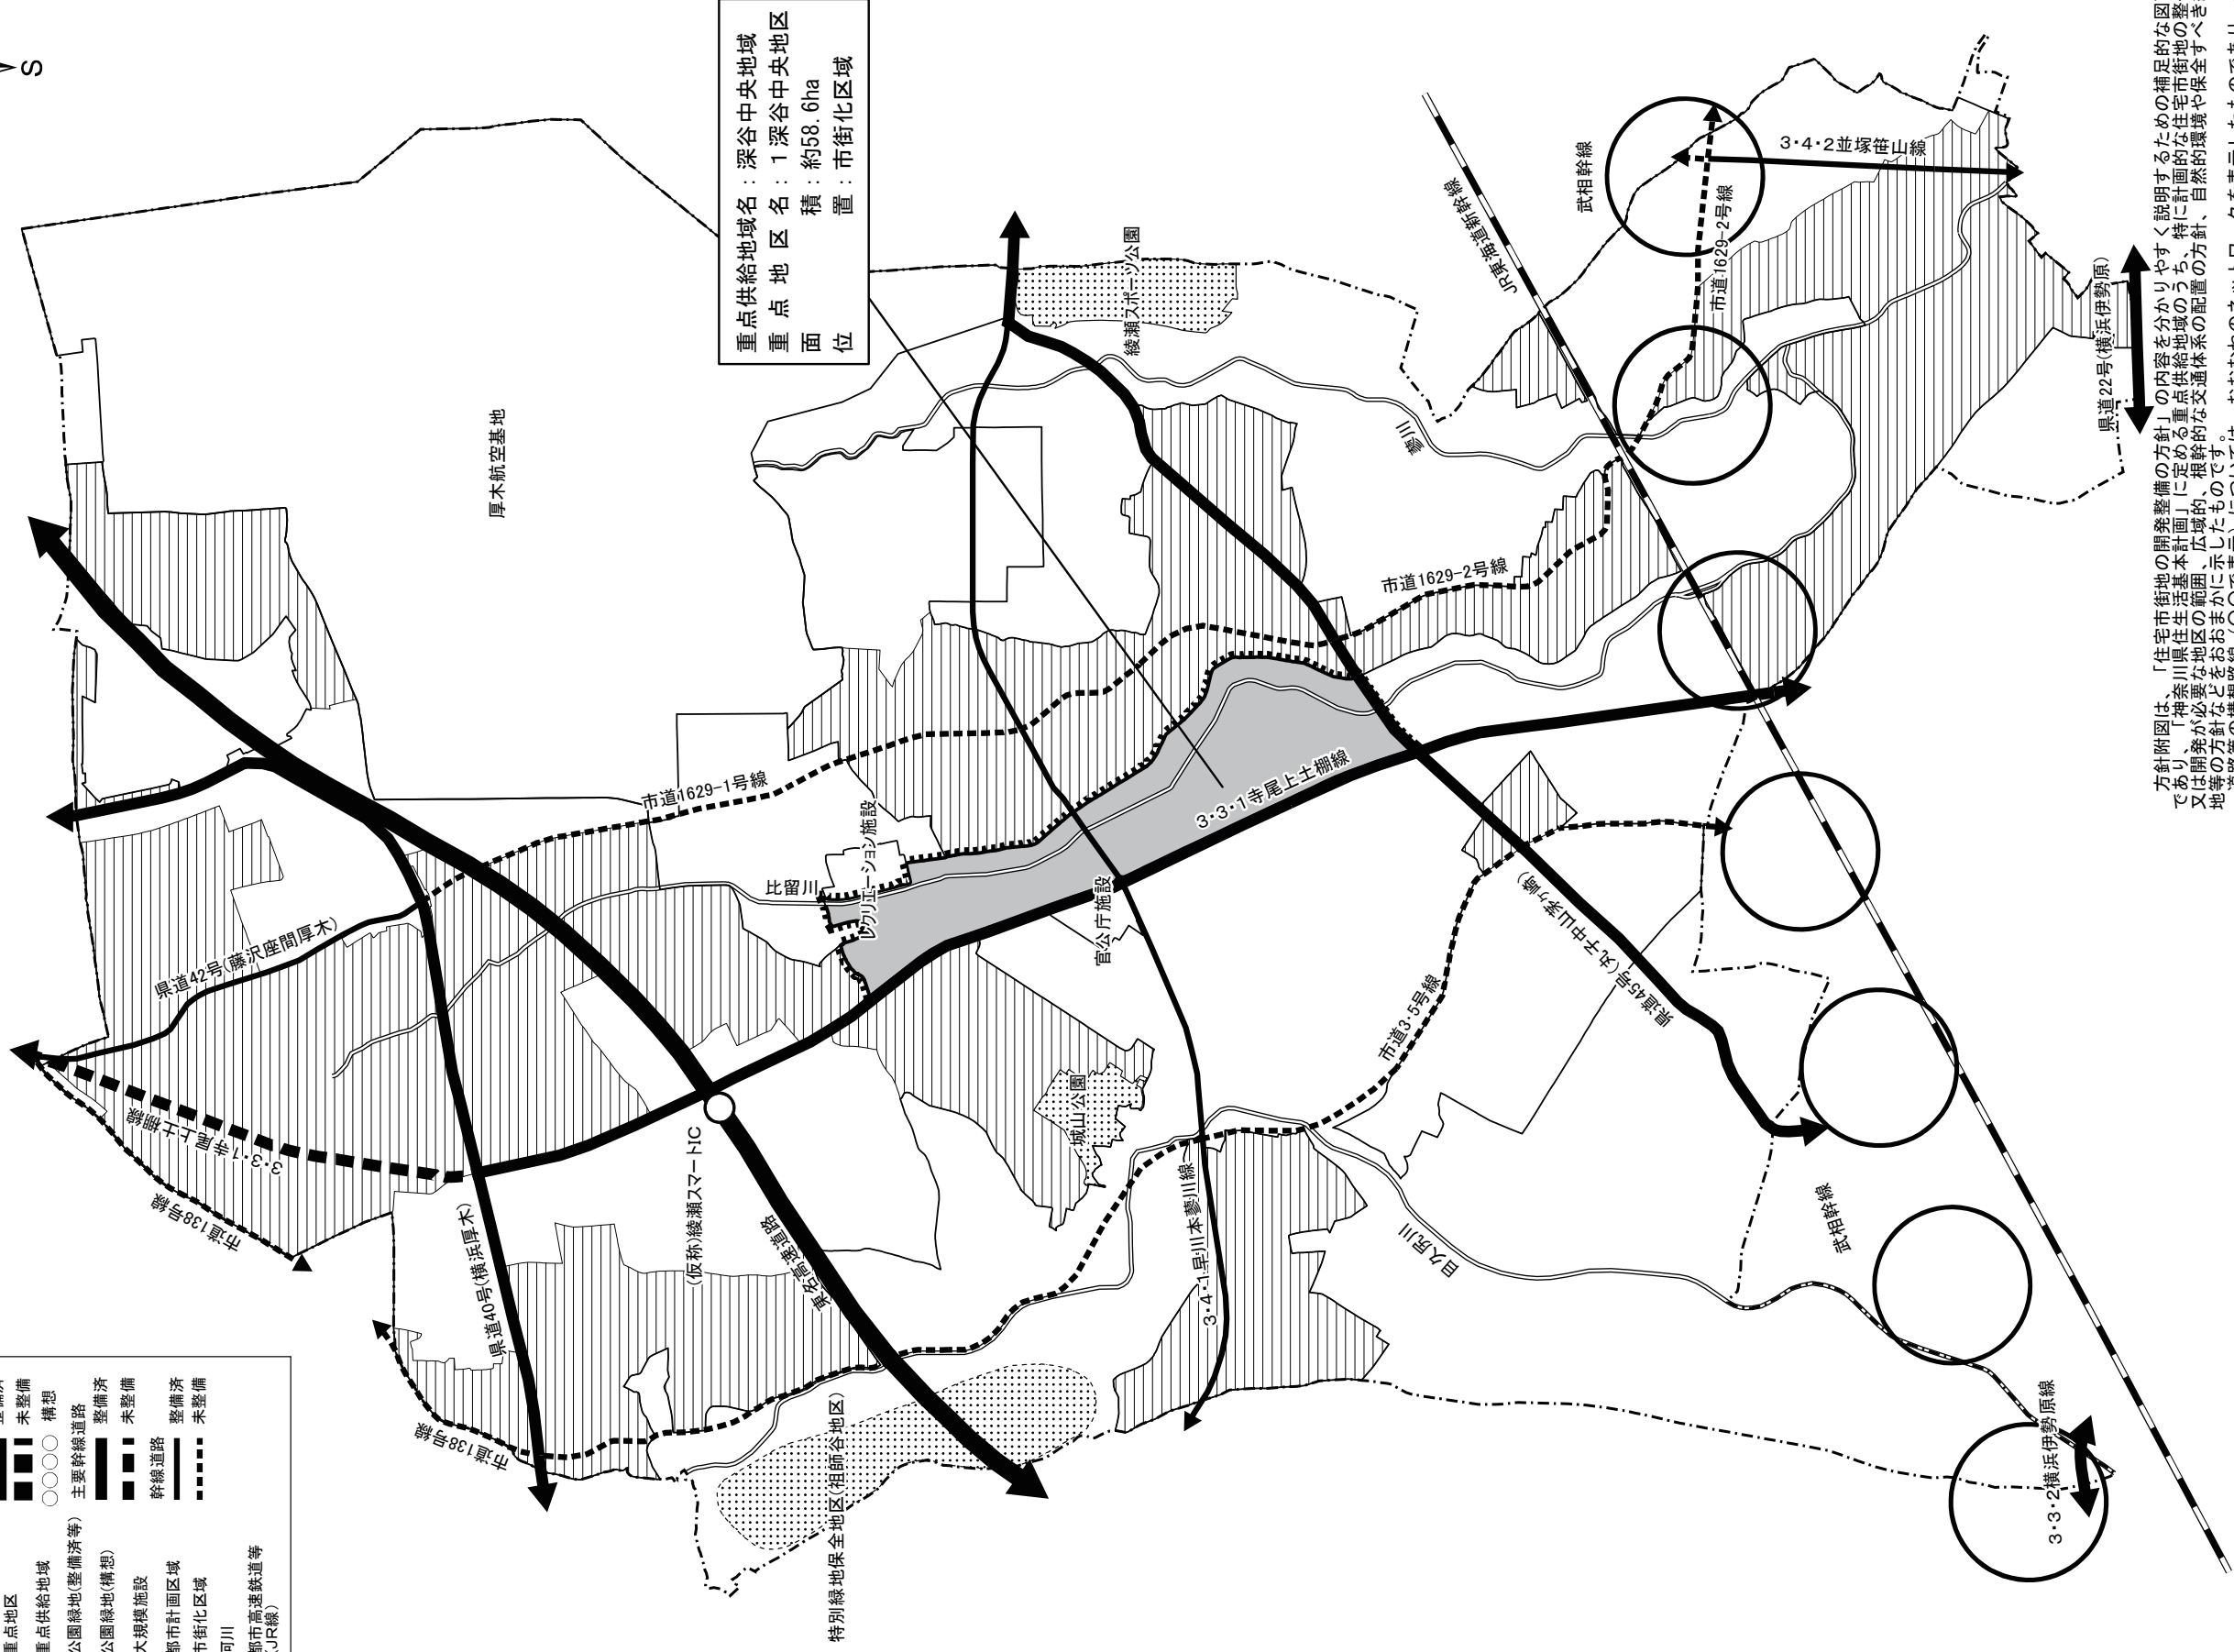 S
重点供給地域名：深谷中央地域
重点地区名：1深谷中央地区
面積：約58.6ha
位置：市街化区域
厚木航空基地
綾瀬スポーツ公園
JR東海道新幹線
武相幹線
3・4・2並塚笹山線
市道1629-2号線
県道22号(横浜伊勢原)
蓼川
市道1629-2号線
市道1629-1号線
3・3・1寺尾上土棚線
レクリエーション施設
比留川
官公庁施設
県道42号(藤沢座間厚木)
県道45号(丸子中山茅ヶ崎)
市道3・5号線
城山公園
3・3・1寺尾上土棚線
市道138号線
(仮称)綾瀬スマートIC
県道40号(横浜厚木)
東名高速道路
3・4・1早川本蓼川線
目久尻川
武相幹線
市道138号線
特別緑地保全地区(祖師谷地区)
3・3・2横浜伊勢原線
未整備
構想
主要幹線道路
整備済
未整備
幹線道路
整備済
未整備
重点地区
重点供給地域
公園緑地(整備済等)
公園緑地(構想)
大規模施設
都市計画区域
市街化区域
河川
都市高速鉄道等
(JR線)
方針附図は、「住宅市街地の開発整備の方針」の内容を分かりやすく説明するための補足的な図
であり、「神奈川県住生活基本計画」に定める重点供給地域のうち、特に計画的な住宅市街地の整
又は開発が必要な地区の範囲、広域的、根幹的な交通体系の配置の方針、自然的環境や保全すべき
地等の方針などをおおまかに示したものです。